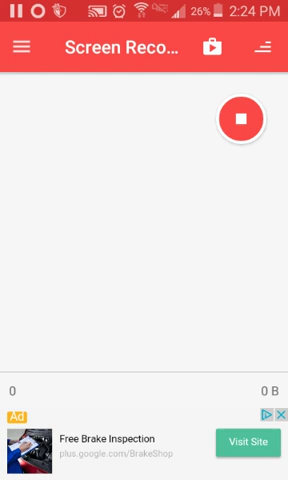 26% 2:24 PM
Screen Reco...
0 0 B
Ad
Free Brake Inspection
plus.google.com/BrakeShop
Visit Site